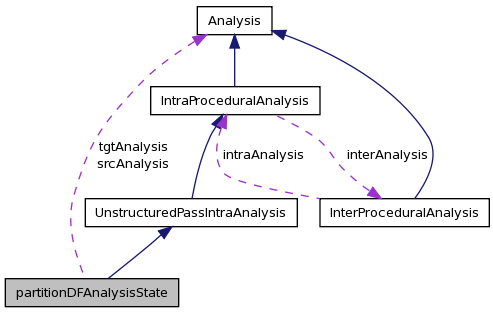 Analysis
IntraProceduralAnalysis
tgtAnalysis
srcAnalysis
intraAnalysis
interAnalysis
UnstructuredPassIntraAnalysis
InterProceduralAnalysis
partitionDFAnalysisState